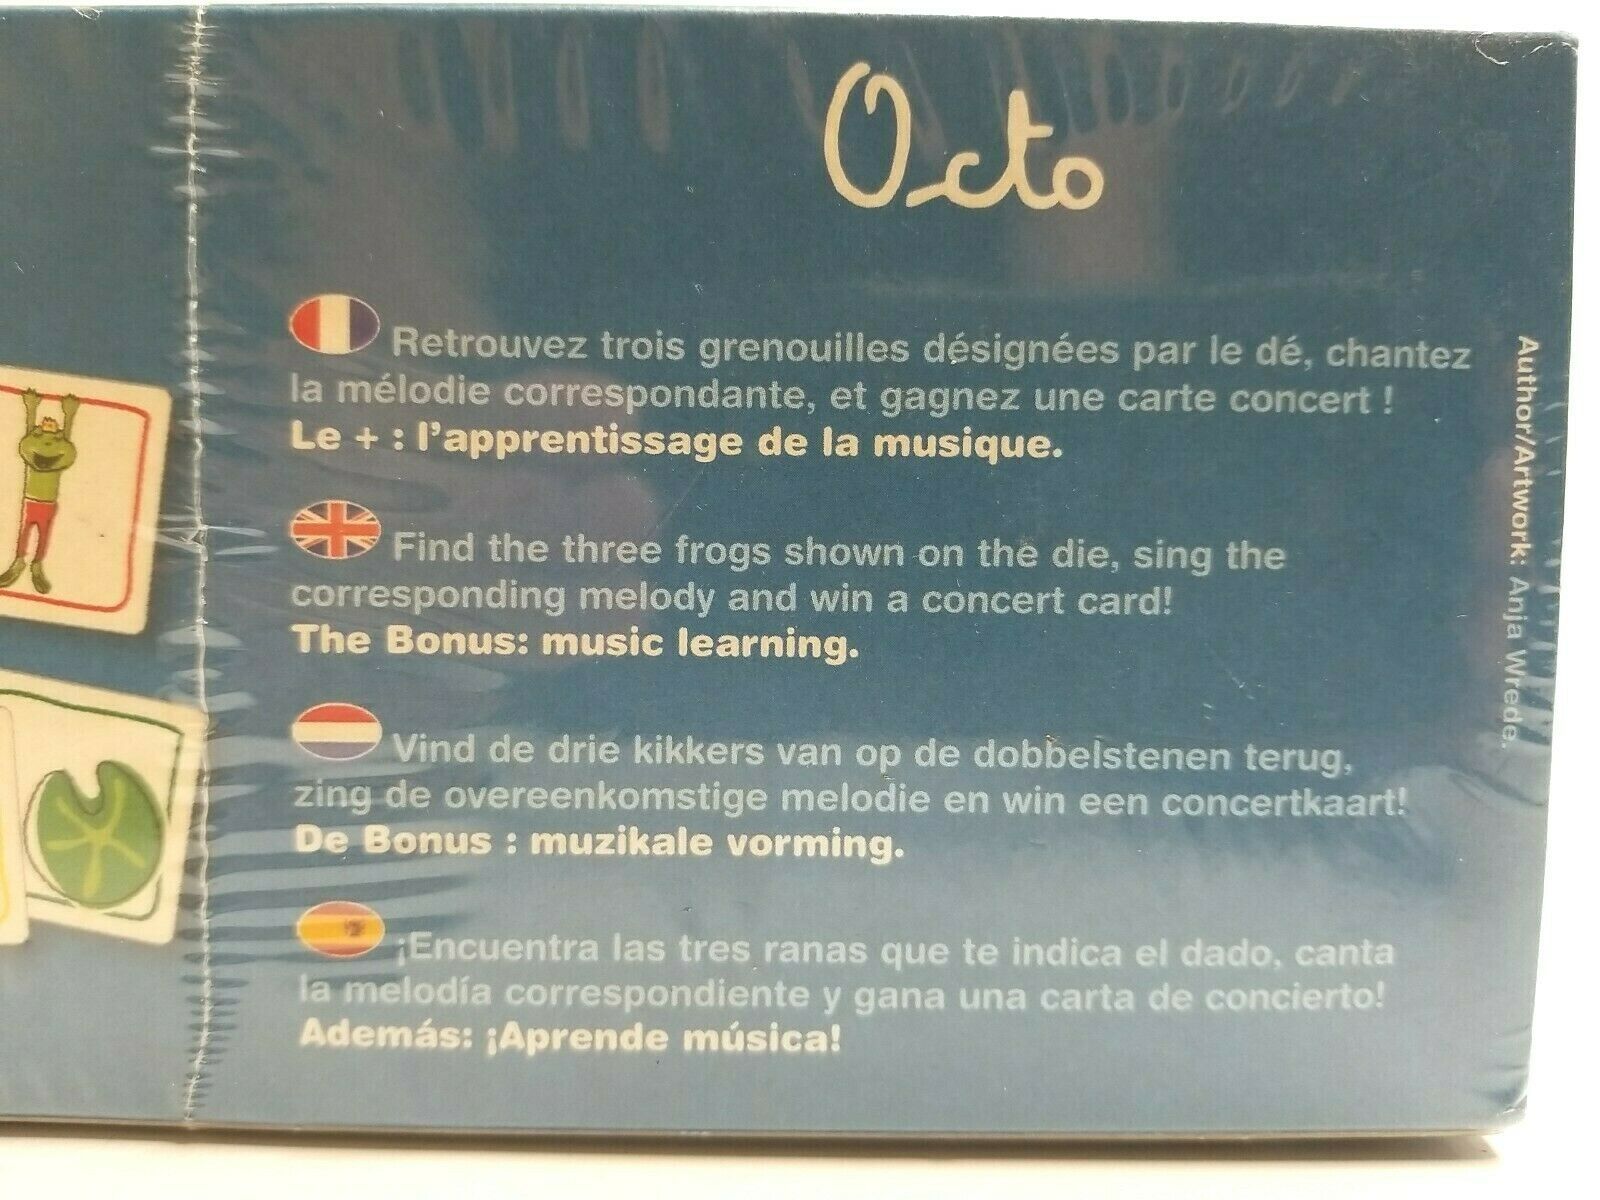 Octo
Retrouvez trois grenouilles désignées par le dé, chantez
la mélodie correspondante, et gagnez une carte concert !
Le + : l'apprentissage de la musique.
Find the three frogs shown on the die, sing the
corresponding melody and win a concert card!
The Bonus: music learning.
Vind de drie kikkers van op de dobbelstenen terug,
zing de overeenkomstige melodie en win een concertkaart!
De Bonus : muzikale vorming.
¡Encuentra las tres ranas que te indica el dado, canta
la melodía correspondiente y gana una carta de concierto!
Además: ¡Aprende música!
Author/Artwork: Anja Wrede.